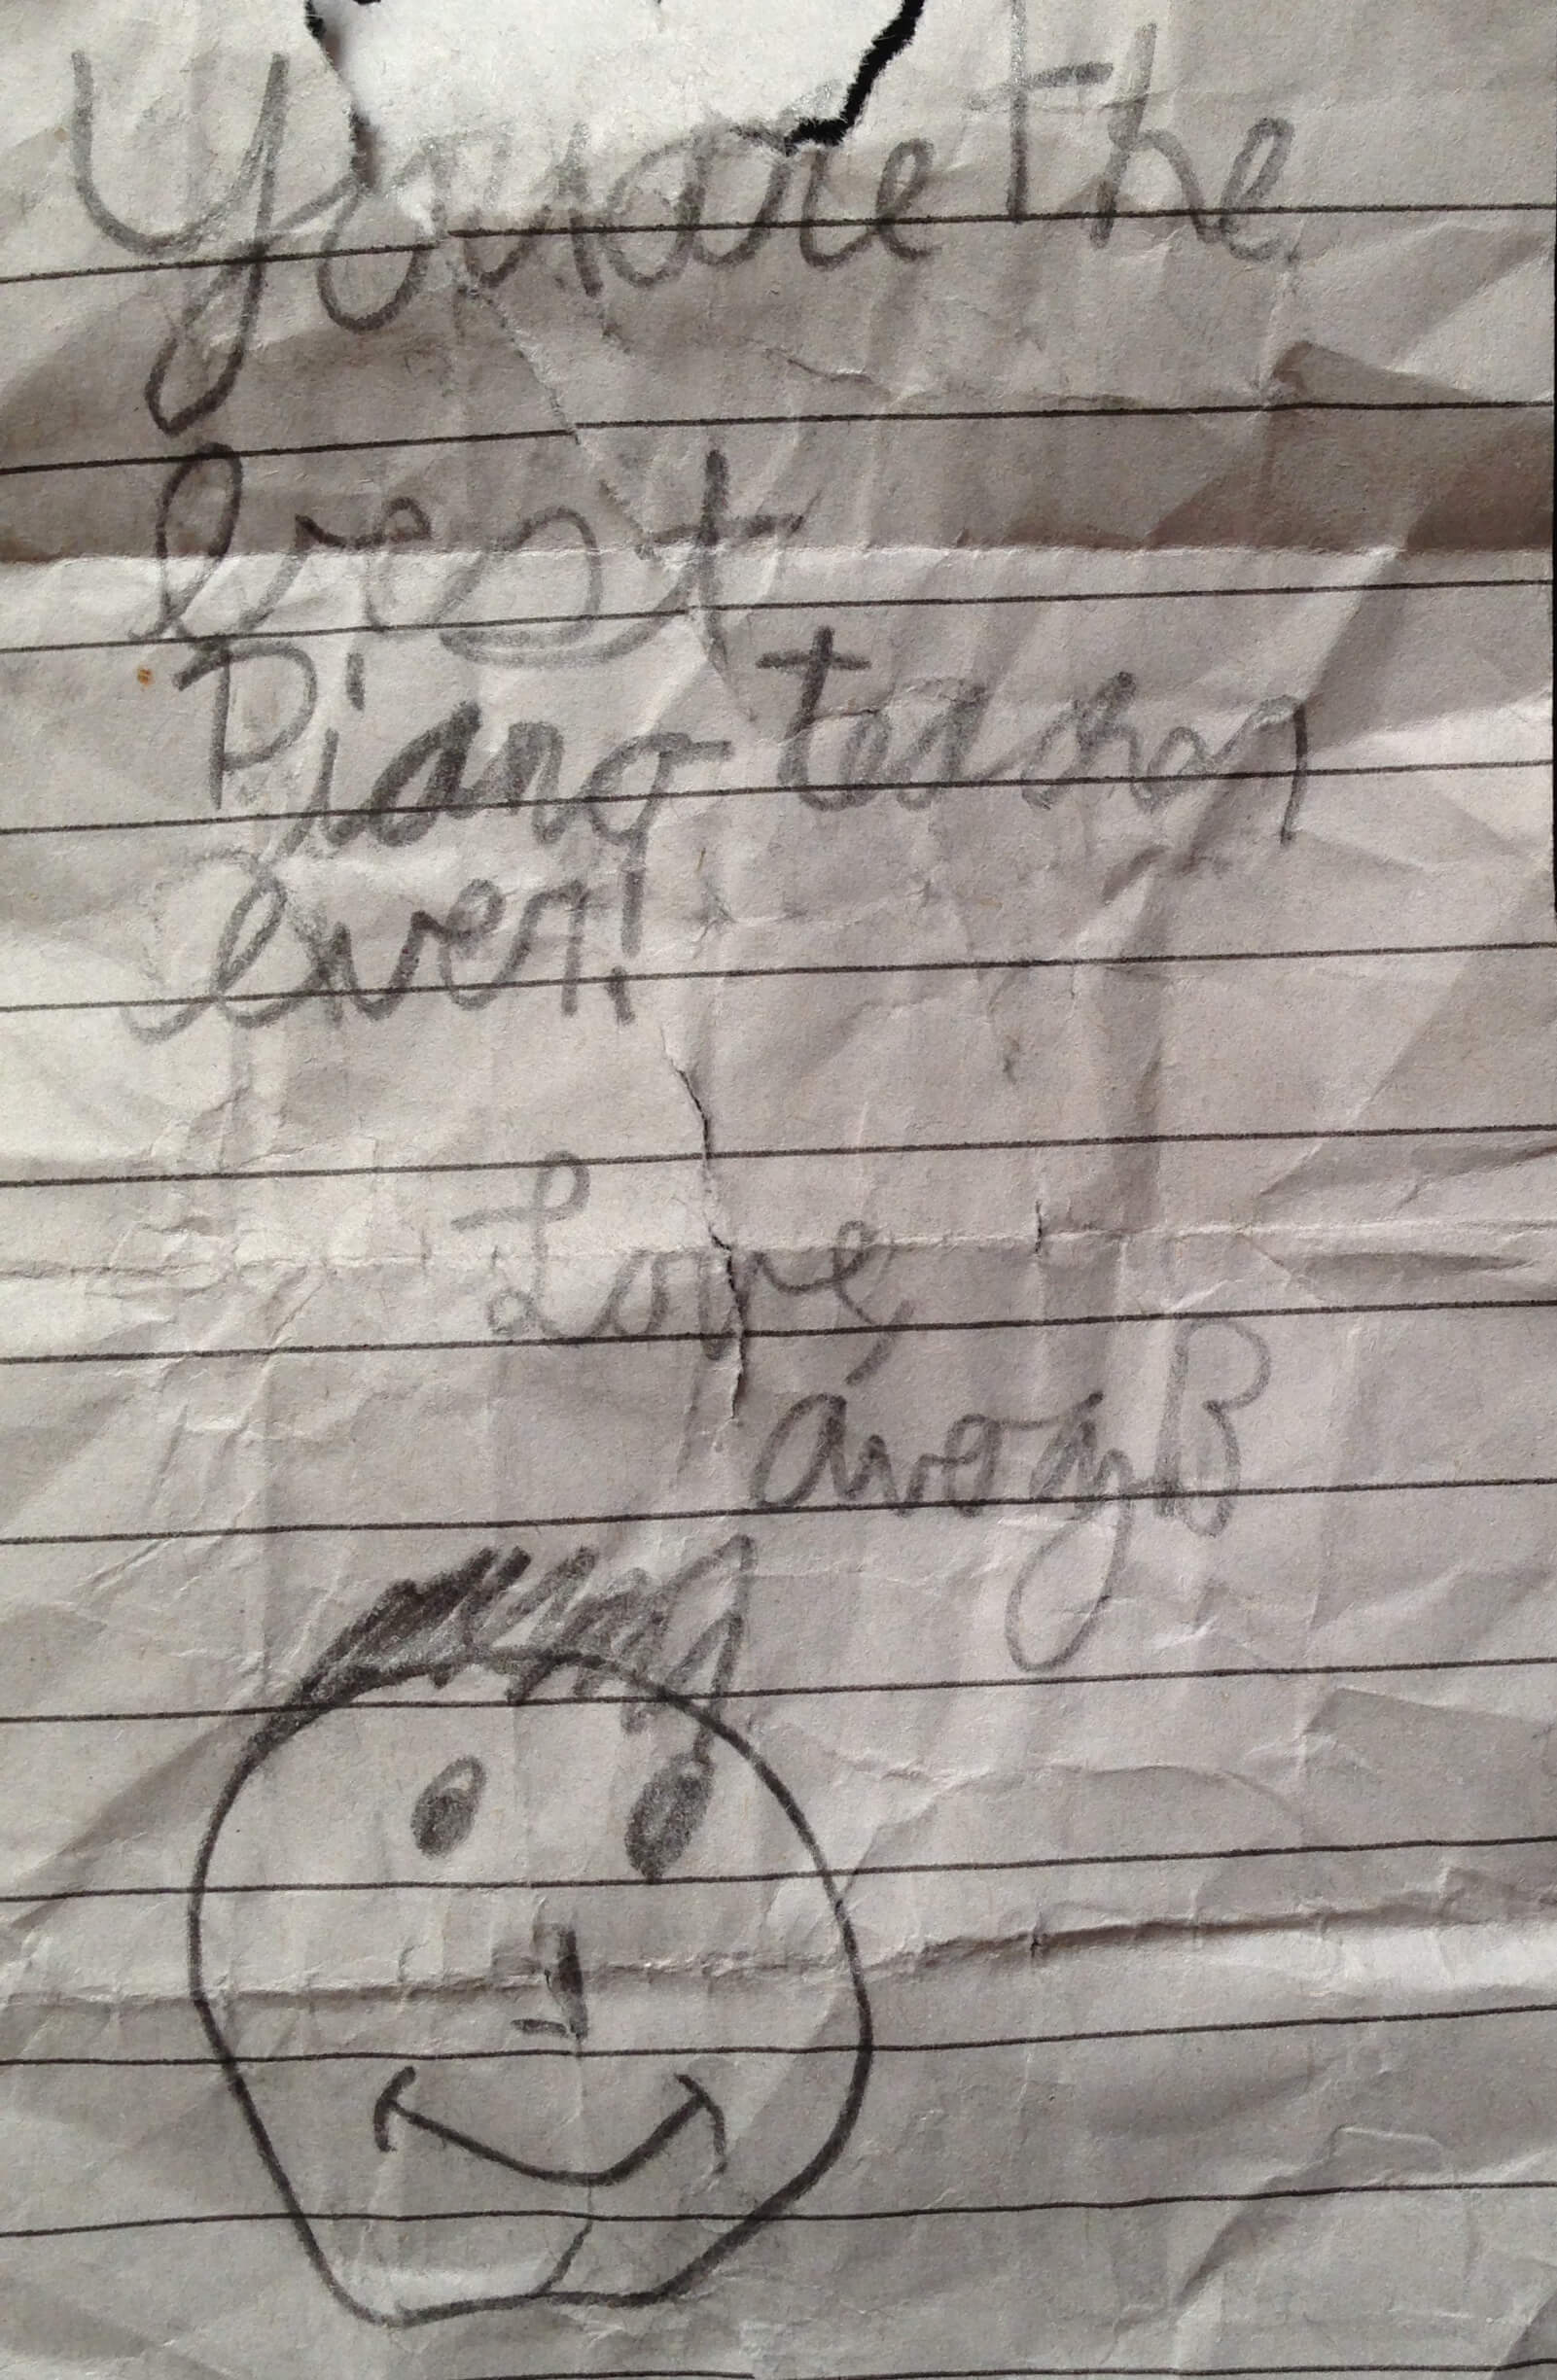 You are the
best
Piano teacher
ever!
Love,
B